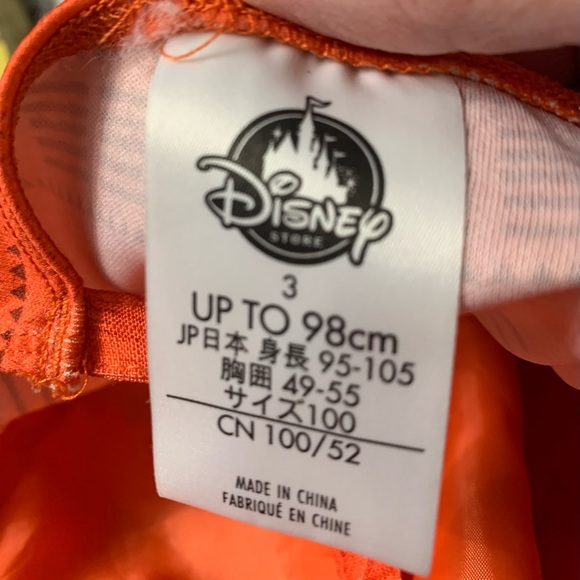 Disney
STORE
3
UP TO 98cm
JP日本 身長 95-105
胸囲 49-55
サイズ100
CN 100/52
MADE IN CHINA
FABRIQUÉ EN CHINE